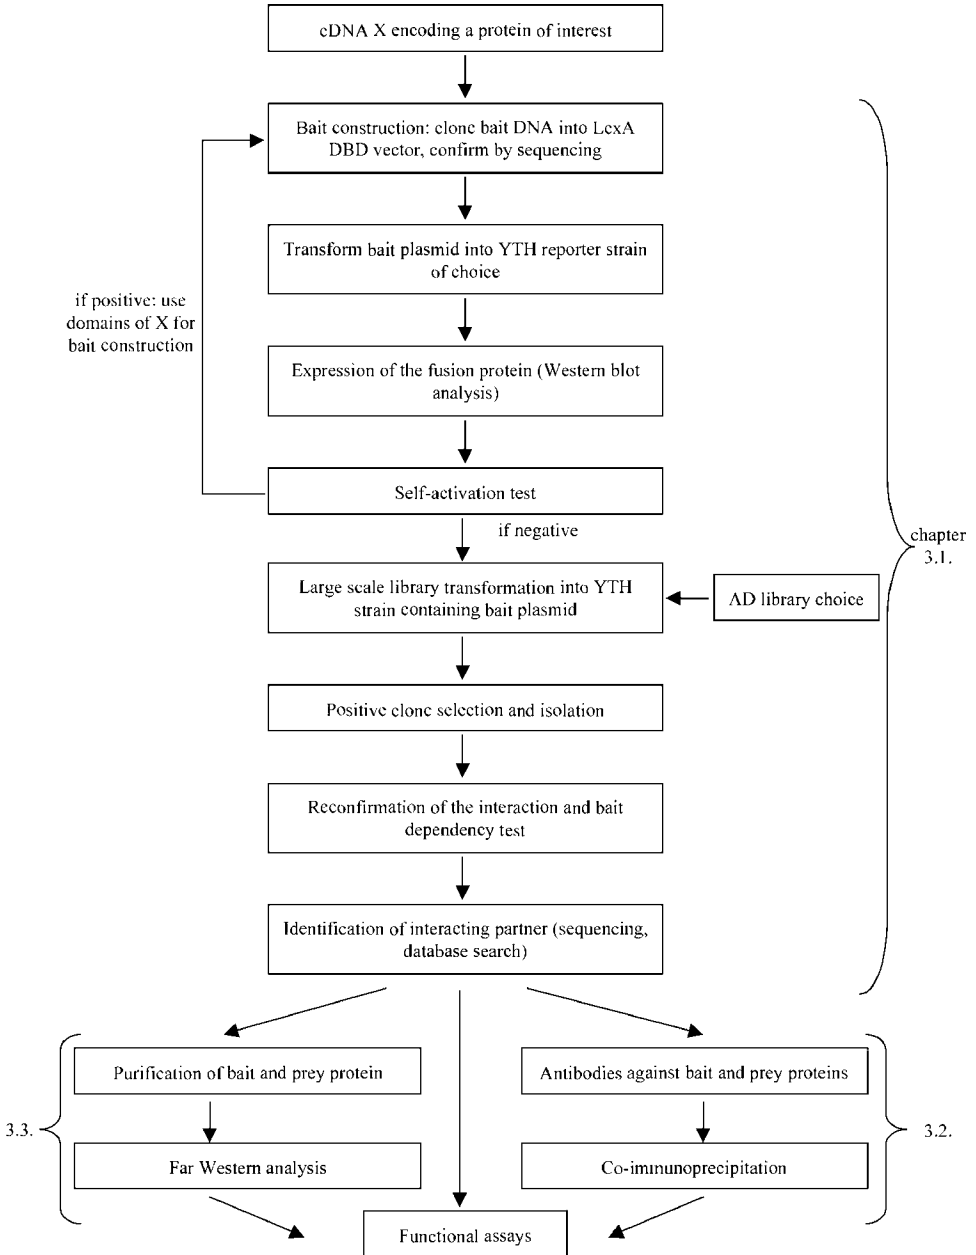 cDNA X encoding a protein of interest
Bait construction: clone bait DNA into LexA
DBD vector, confirm by sequencing
Transform bait plasmid into YTH reporter strain
of choice
if positive: use
domains of X for
bait construction
Expression of the fusion protein (Western blot
analysis)
Self-activation test
if negative
chapter
3.1.
Large scale library transformation into YTH
strain containing bait plasmid
AD library choice
Positive clone selection and isolation
Reconfirmation of the interaction and bait
dependency test
Identification of interacting partner (sequencing,
database search)
Purification of bait and prey protein
Antibodies against bait and prey proteins
3.3.
3.2.
Far Western analysis
Co-immunoprecipitation
Functional assays